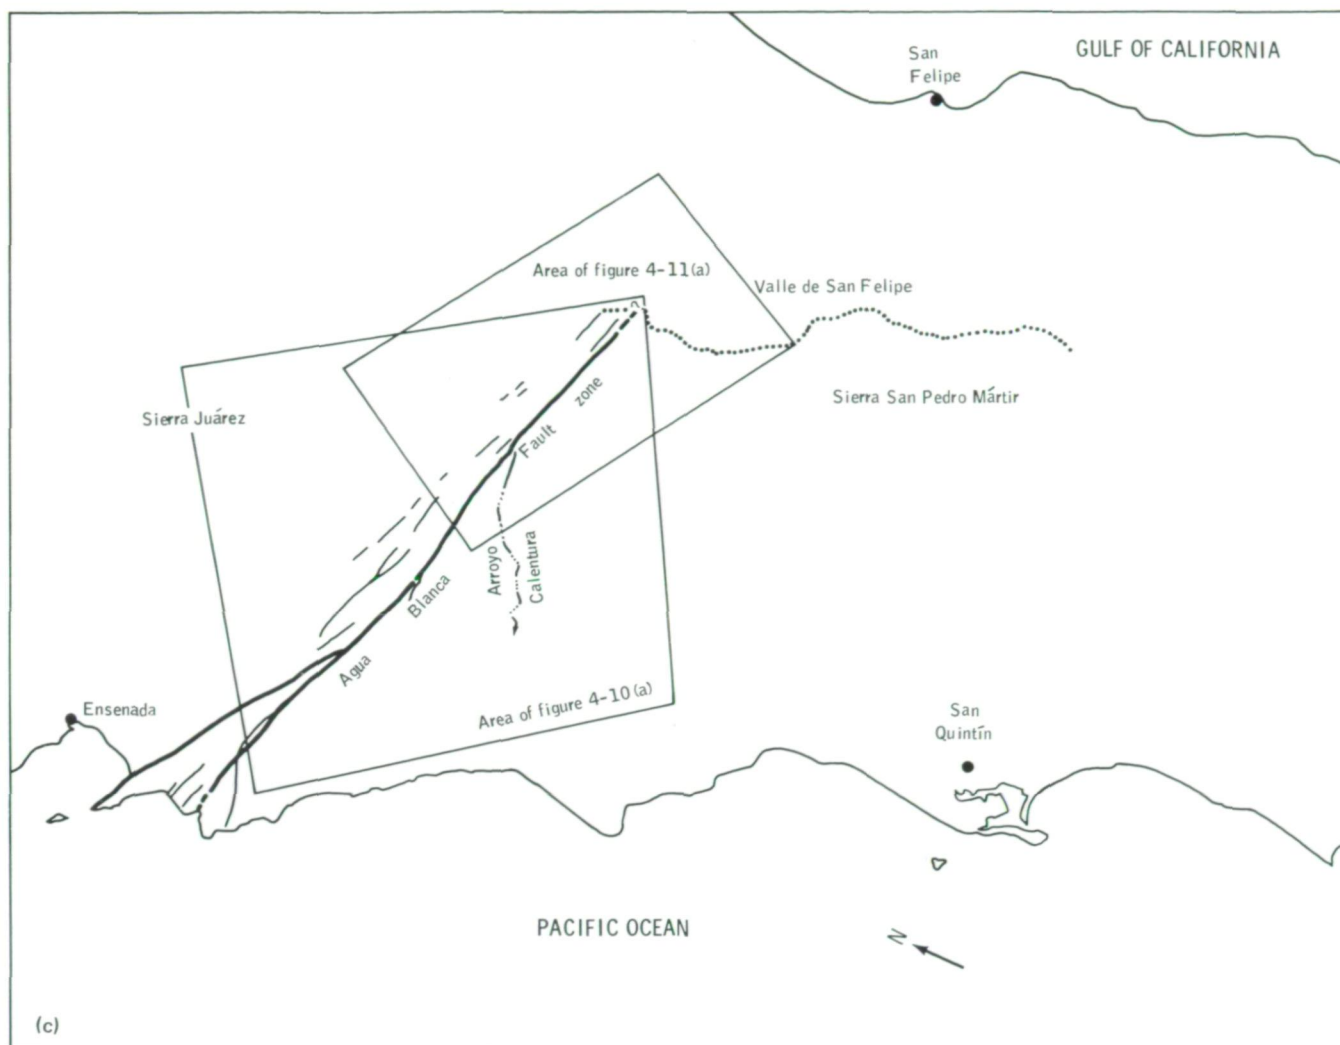 GULF OF CALIFORNIA
San
Felipe
Area of figure 4-11(a)
Valle de San Felipe
Sierra Juárez
Sierra San Pedro Mártir
Agua Blanca Fault zone
Arroyo
Calentura
Ensenada
Area of figure 4-10(a)
San
Quintín
PACIFIC OCEAN
N
(c)